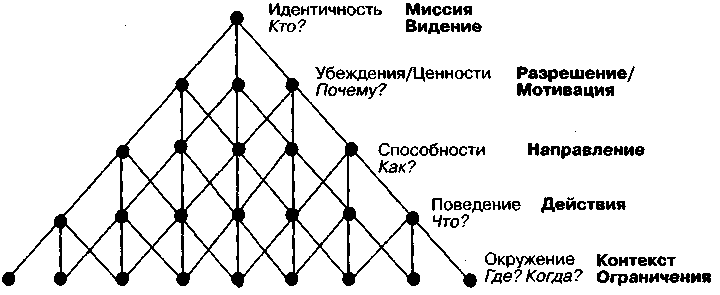 Идентичность Миссия
Кто? Видение
Убеждения/Ценности Разрешение/
Почему? Мотивация
Способности Направление
Как?
Поведение Действия
Что?
Окружение Контекст
Где? Когда? Ограничения